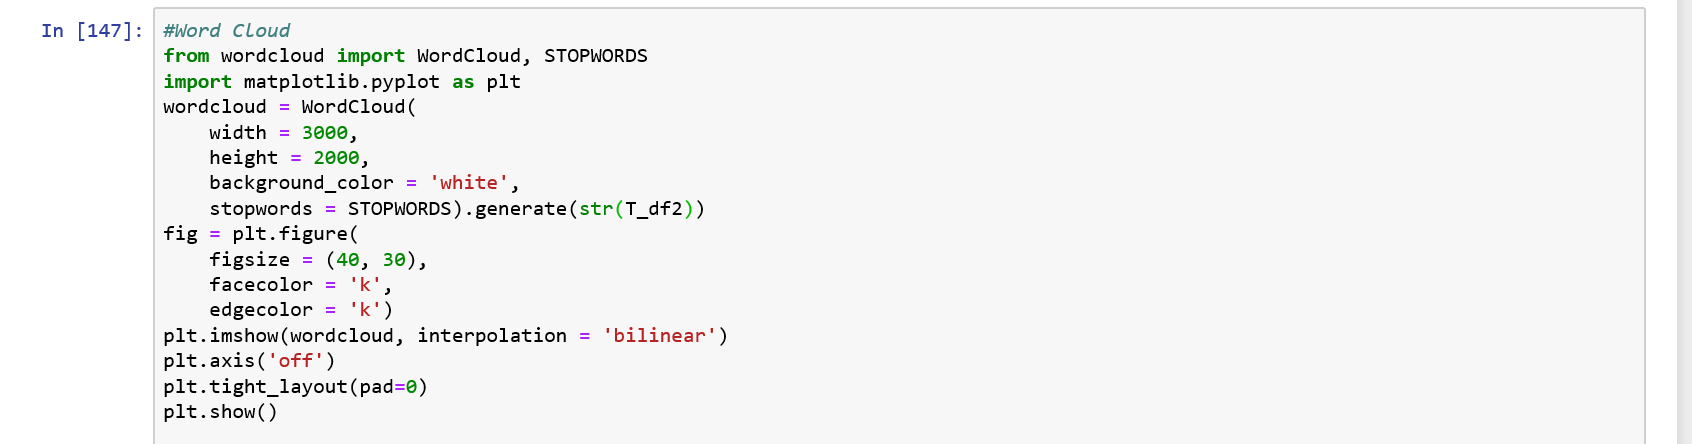 In [147]:
#Word Cloud
from wordcloud import WordCloud, STOPWORDS
import matplotlib.pyplot as plt
wordcloud = WordCloud(
    width = 3000,
    height = 2000,
    background_color = 'white',
    stopwords = STOPWORDS).generate(str(T_df2))
fig = plt.figure(
    figsize = (40, 30),
    facecolor = 'k',
    edgecolor = 'k')
plt.imshow(wordcloud, interpolation = 'bilinear')
plt.axis('off')
plt.tight_layout(pad=0)
plt.show()